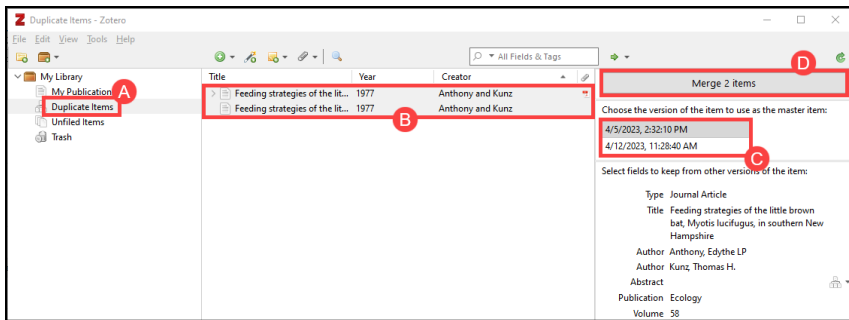 Z Duplicate Items - Zotero
File Edit View Tools Help
All Fields & Tags
D
My Library
My Publication
A
Duplicate Items
Unfiled Items
Trash
Title Year Creator
Feeding strategies of the lit... 1977 Anthony and Kunz
Feeding strategies of the lit... 1977 Anthony and Kunz
B
Merge 2 items
Choose the version of the item to use as the master item:
4/5/2023, 2:32:10 PM
4/12/2023, 11:28:40 AM
C
Select fields to keep from other versions of the item:
Type Journal Article
Title Feeding strategies of the little brown
bat, Myotis lucifugus, in southern New
Hampshire
Author Anthony, Edythe LP
Author Kunz, Thomas H.
Abstract
Publication Ecology
Volume 58